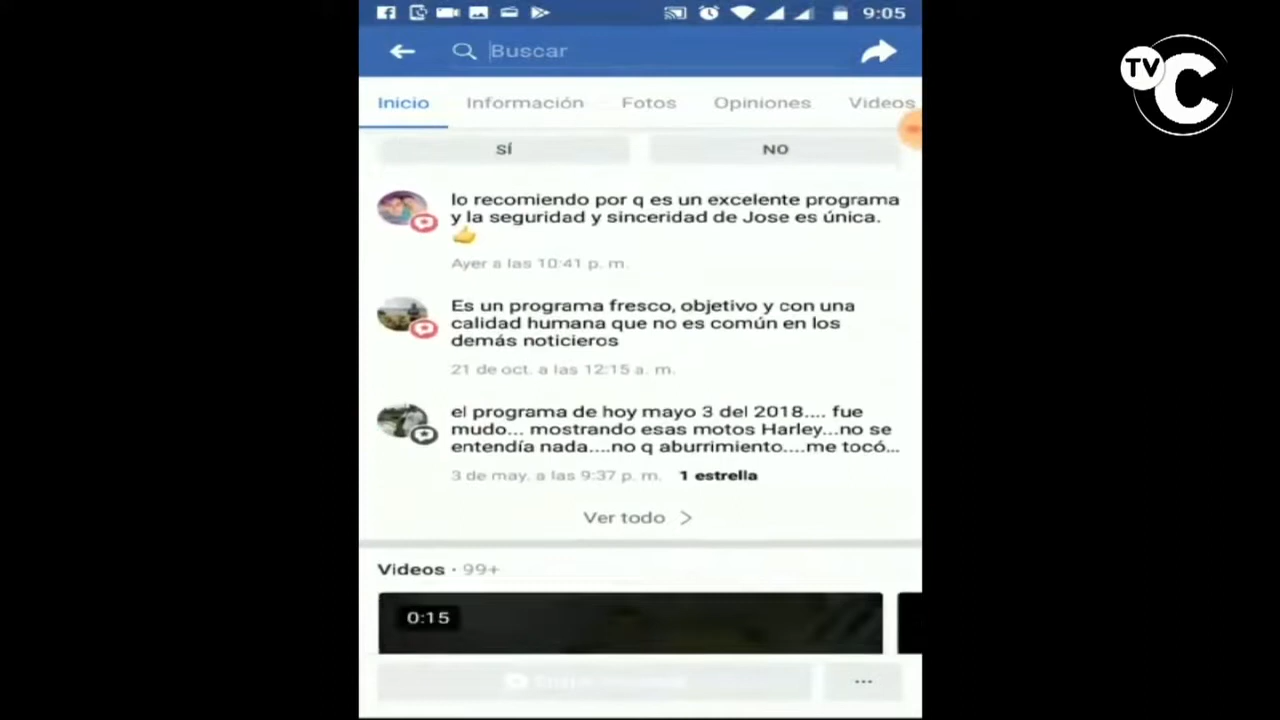 9:05
Buscar
Inicio Información Fotos Opiniones Videos
SÍ NO
lo recomiendo por q es un excelente programa
y la seguridad y sinceridad de Jose es única.
👍
Ayer a las 10:41 p. m.
Es un programa fresco, objetivo y con una
calidad humana que no es común en los
demás noticieros
21 de oct. a las 12:15 a. m.
el programa de hoy mayo 3 del 2018.... fue
mudo... mostrando esas motos Harley...no se
entendía nada....no q aburrimiento....me tocó...
3 de may. a las 9:37 p. m. 1 estrella
Ver todo >
Videos · 99+
0:15
...
TV C